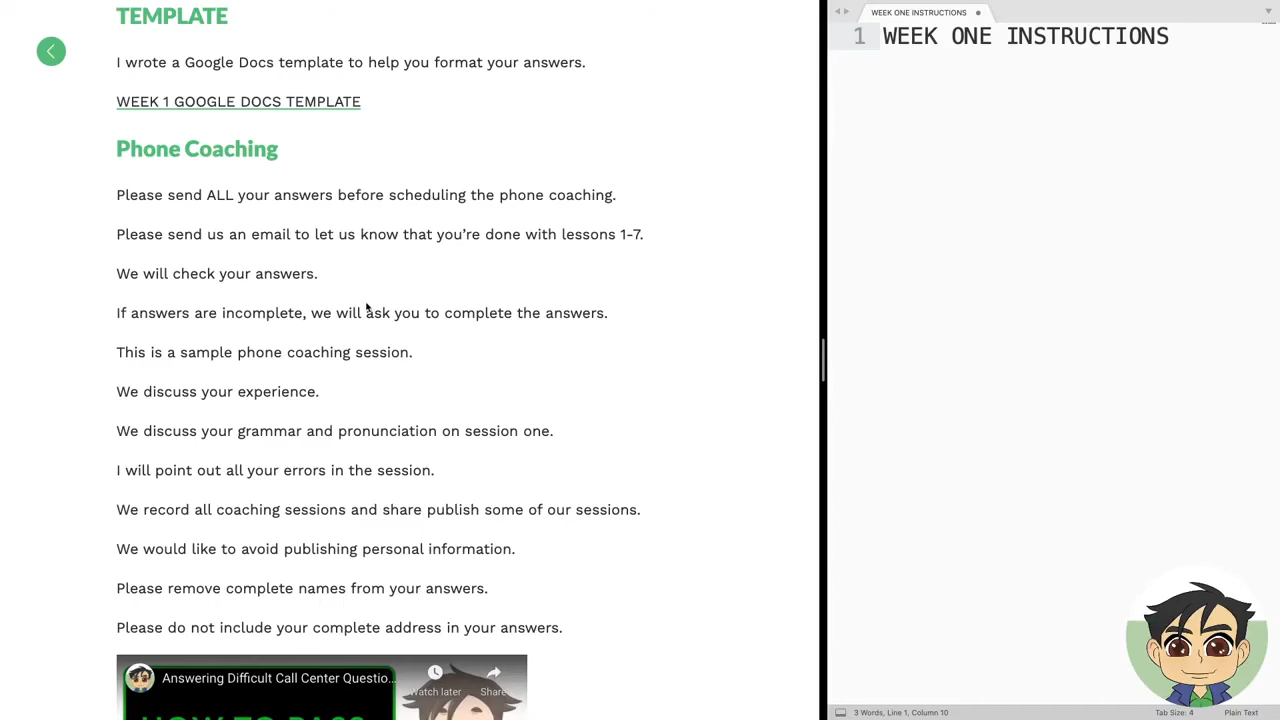 TEMPLATE
I wrote a Google Docs template to help you format your answers.
WEEK 1 GOOGLE DOCS TEMPLATE
Phone Coaching
Please send ALL your answers before scheduling the phone coaching.
Please send us an email to let us know that you’re done with lessons 1-7.
We will check your answers.
If answers are incomplete, we will ask you to complete the answers.
This is a sample phone coaching session.
We discuss your experience.
We discuss your grammar and pronunciation on session one.
I will point out all your errors in the session.
We record all coaching sessions and share publish some of our sessions.
We would like to avoid publishing personal information.
Please remove complete names from your answers.
Please do not include your complete address in your answers.
Answering Difficult Call Center Questio...
Watch later
Share
HOW TO PASS
WEEK ONE INSTRUCTIONS
1 WEEK ONE INSTRUCTIONS
3 Words, Line 1, Column 10
Tab Size: 4
Plain Text